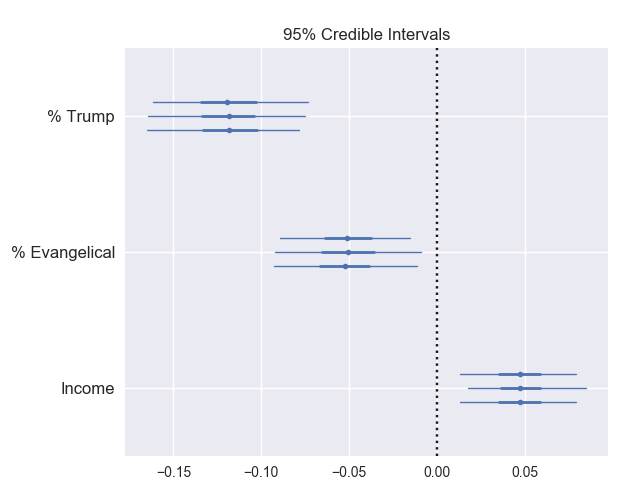 95% Credible Intervals
% Trump
% Evangelical
Income
−0.15 −0.10 −0.05 0.00 0.05